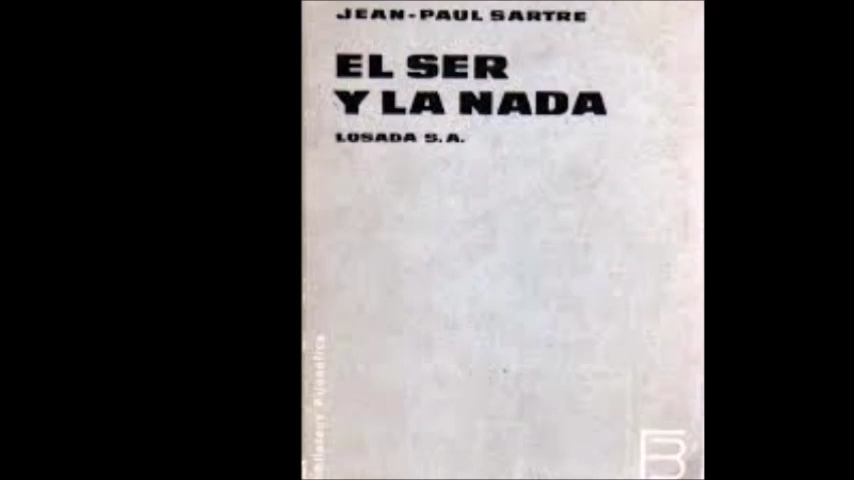 JEAN-PAUL SARTRE
EL SER
Y LA NADA
LOSADA S.A.